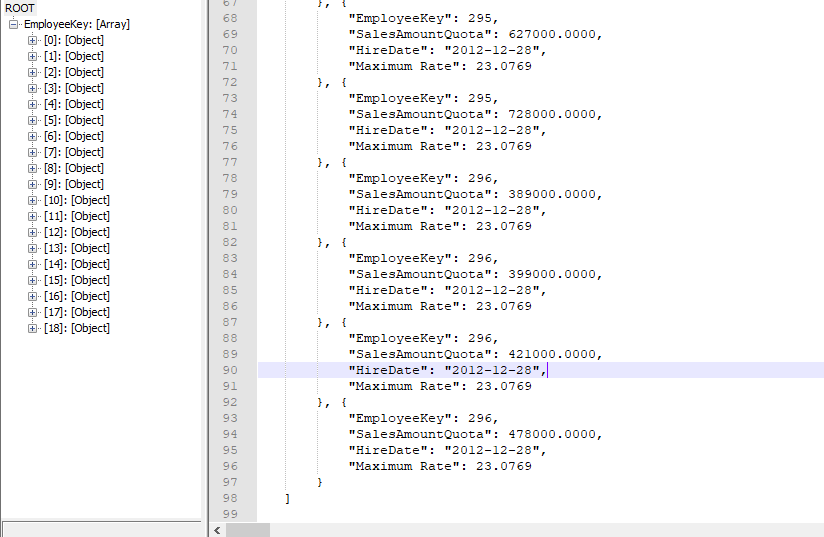 ROOT
EmployeeKey: [Array]
[0]: [Object]
[1]: [Object]
[2]: [Object]
[3]: [Object]
[4]: [Object]
[5]: [Object]
[6]: [Object]
[7]: [Object]
[8]: [Object]
[9]: [Object]
[10]: [Object]
[11]: [Object]
[12]: [Object]
[13]: [Object]
[14]: [Object]
[15]: [Object]
[16]: [Object]
[17]: [Object]
[18]: [Object]
67 }, {
68 "EmployeeKey": 295,
69 "SalesAmountQuota": 627000.0000,
70 "HireDate": "2012-12-28",
71 "Maximum Rate": 23.0769
72 }, {
73 "EmployeeKey": 295,
74 "SalesAmountQuota": 728000.0000,
75 "HireDate": "2012-12-28",
76 "Maximum Rate": 23.0769
77 }, {
78 "EmployeeKey": 296,
79 "SalesAmountQuota": 389000.0000,
80 "HireDate": "2012-12-28",
81 "Maximum Rate": 23.0769
82 }, {
83 "EmployeeKey": 296,
84 "SalesAmountQuota": 399000.0000,
85 "HireDate": "2012-12-28",
86 "Maximum Rate": 23.0769
87 }, {
88 "EmployeeKey": 296,
89 "SalesAmountQuota": 421000.0000,
90 "HireDate": "2012-12-28",
91 "Maximum Rate": 23.0769
92 }, {
93 "EmployeeKey": 296,
94 "SalesAmountQuota": 478000.0000,
95 "HireDate": "2012-12-28",
96 "Maximum Rate": 23.0769
97 }
98 ]
99